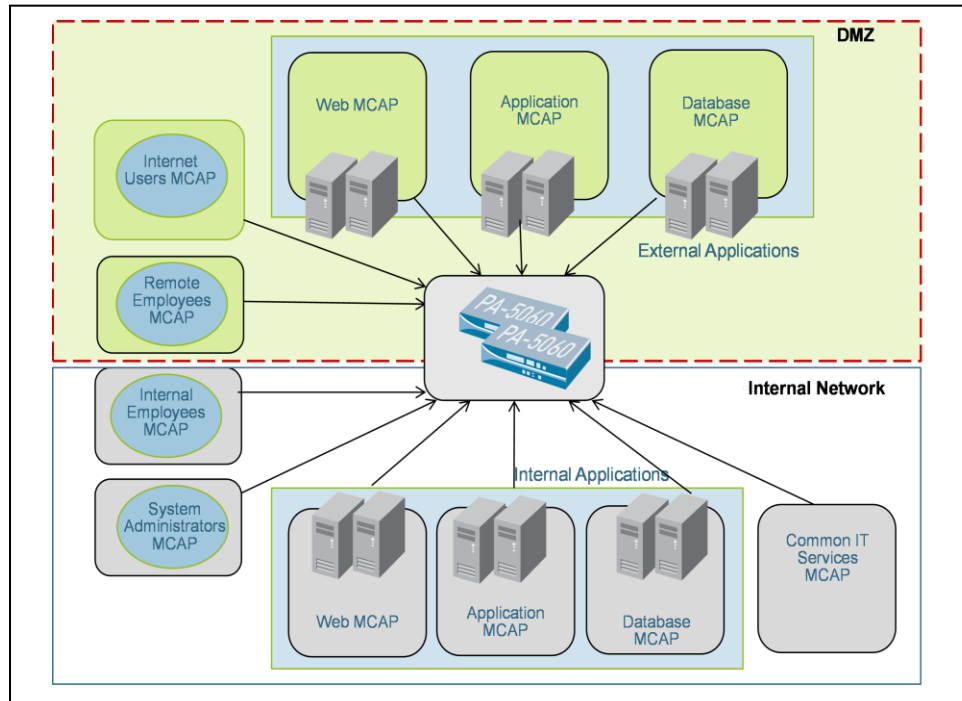 DMZ
Web MCAP
Application
MCAP
Database
MCAP
Internet
Users MCAP
External Applications
Remote
Employees
MCAP
PA-5060
PA-5060
Internal Network
Internal
Employees
MCAP
Internal Applications
System
Administrators
MCAP
Common IT
Services
MCAP
Web MCAP
Application
MCAP
Database
MCAP